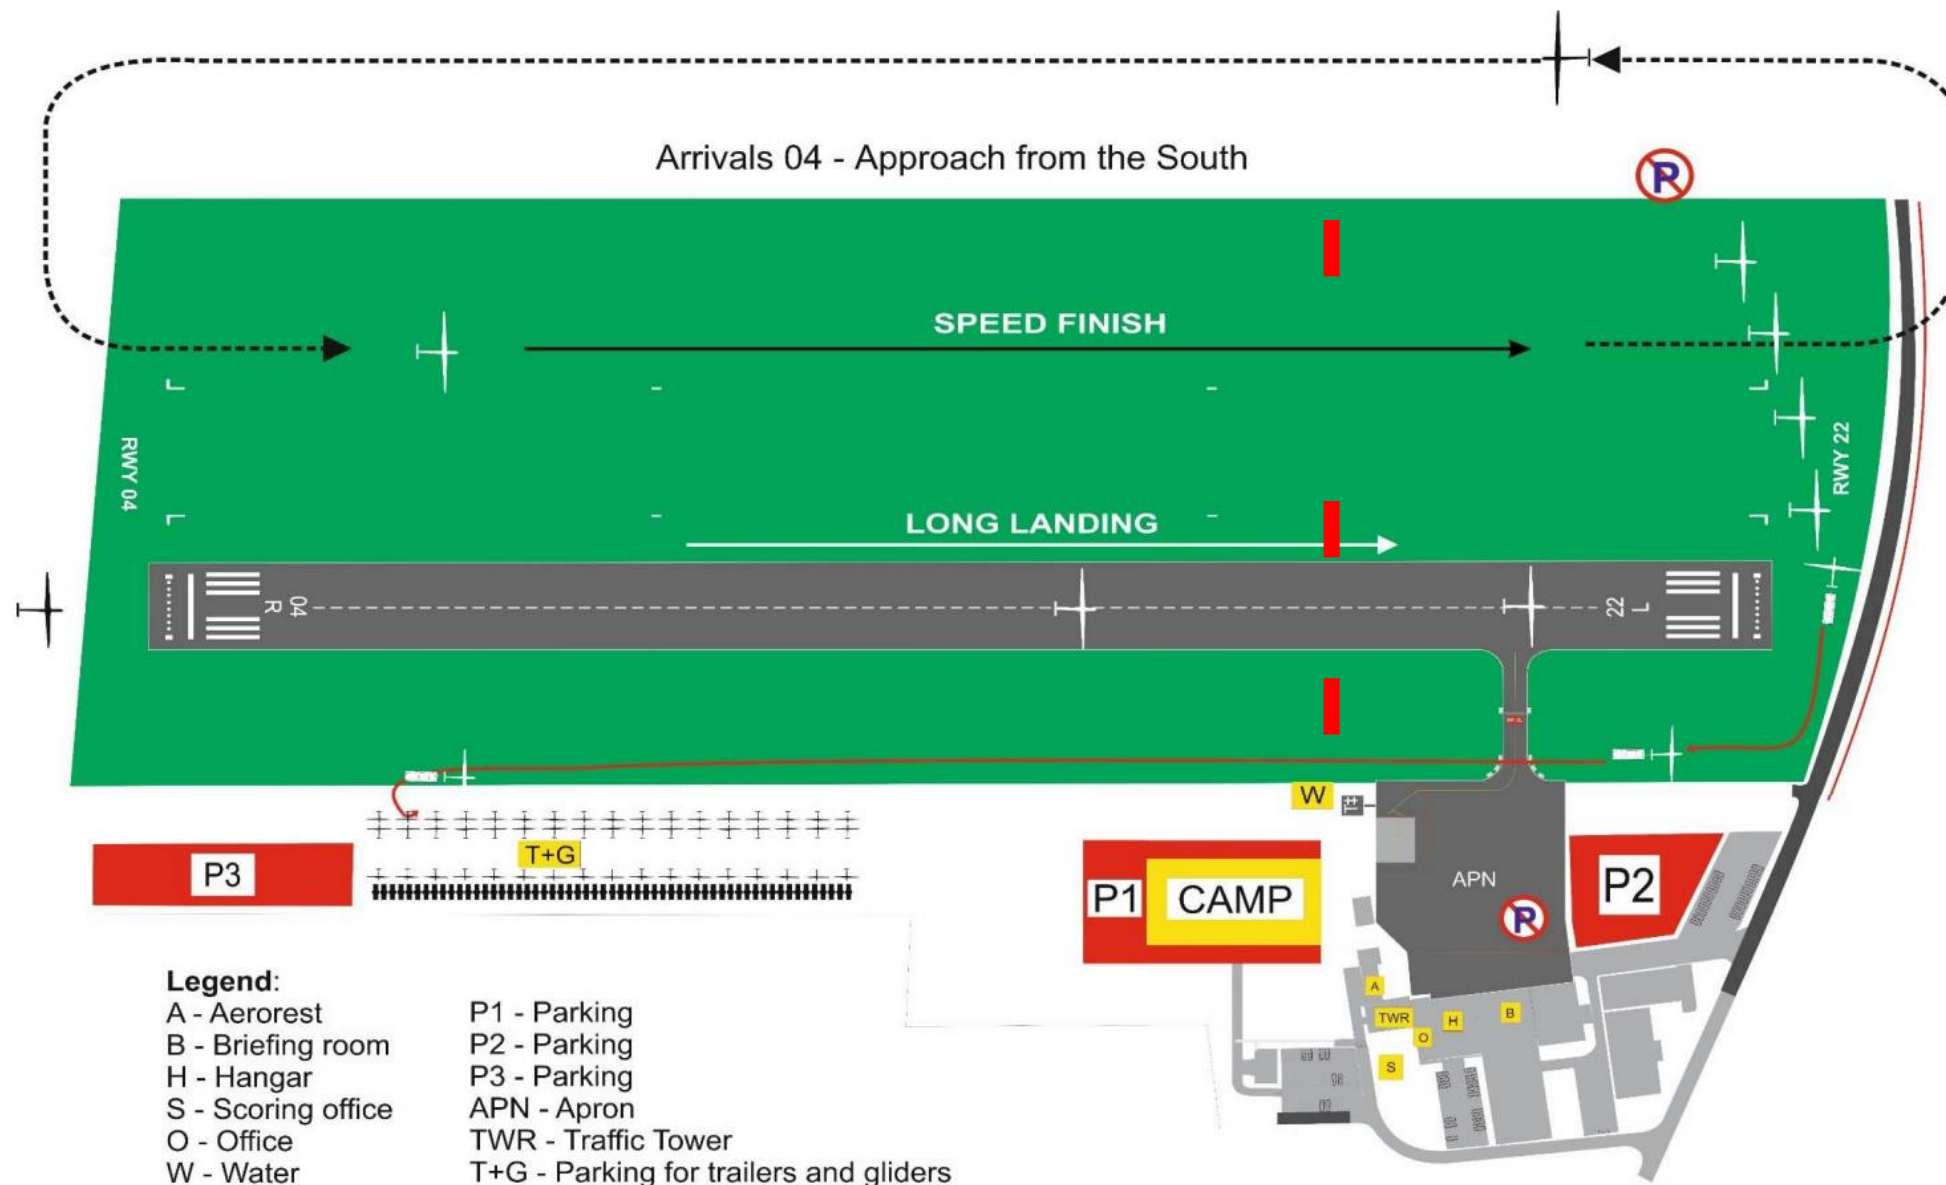 Arrivals 04 - Approach from the South
P
SPEED FINISH
RWY 04
RWY 22
LONG LANDING
04
R
22
L
W
T+G
P3
P1
CAMP
APN
P2
P
A
TWR
H
B
O
S
Legend:
A - Aerorest
B - Briefing room
H - Hangar
S - Scoring office
O - Office
W - Water
P1 - Parking
P2 - Parking
P3 - Parking
APN - Apron
TWR - Traffic Tower
T+G - Parking for trailers and gliders